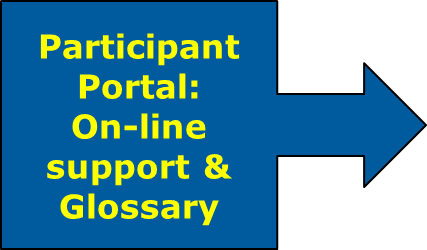 Participant
Portal:
On-line
support &
Glossary